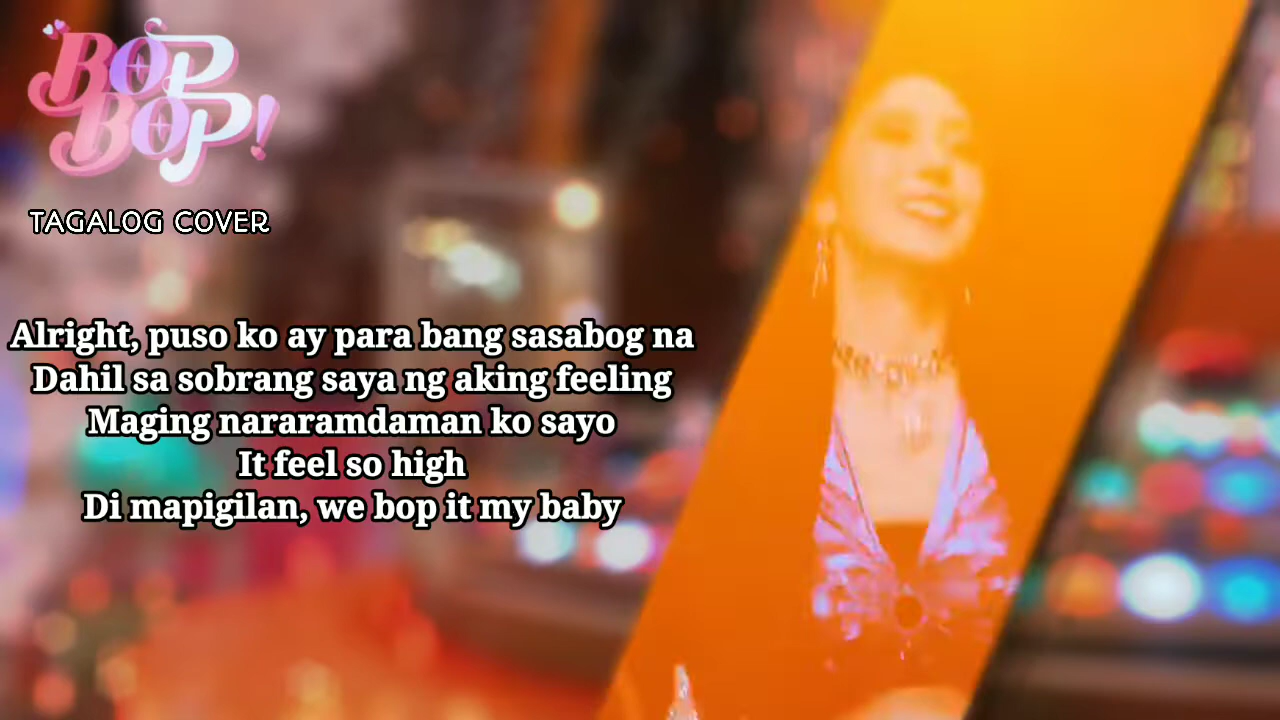 BOP
BOP!
TAGALOG COVER
Alright, puso ko ay para bang sasabog na
Dahil sa sobrang saya ng aking feeling
Maging nararamdaman ko sayo
It feel so high
Di mapigilan, we bop it my baby